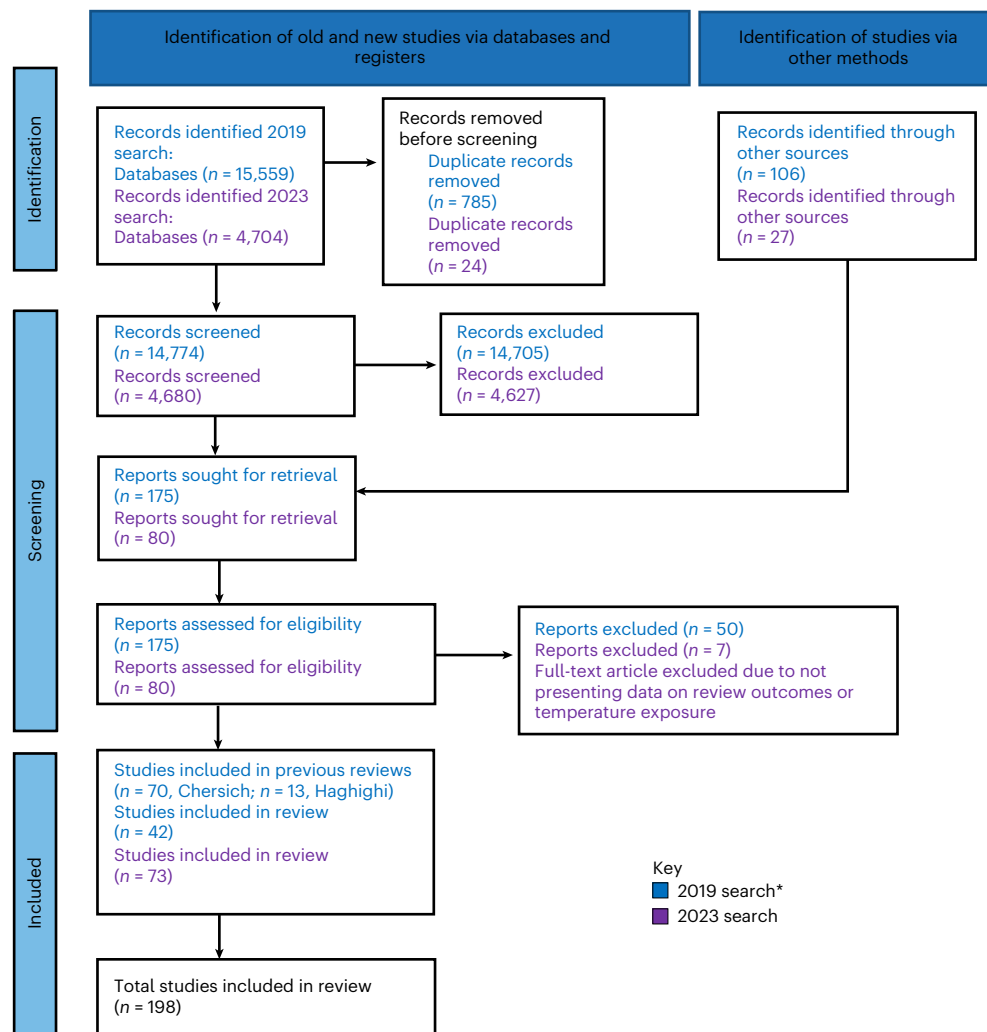 Identification of old and new studies via databases and
registers
Identification of studies via
other methods
Identification
Records identified 2019
search:
Databases (n = 15,559)
Records identified 2023
search:
Databases (n = 4,704)
Records removed
before screening
Duplicate records
removed
(n = 785)
Duplicate records
removed
(n = 24)
Records identified through
other sources
(n = 106)
Records identified through
other sources
(n = 27)
Screening
Records screened
(n = 14,774)
Records screened
(n = 4,680)
Records excluded
(n = 14,705)
Records excluded
(n = 4,627)
Reports sought for retrieval
(n = 175)
Reports sought for retrieval
(n = 80)
Reports assessed for eligibility
(n = 175)
Reports assessed for eligibility
(n = 80)
Reports excluded (n = 50)
Reports excluded (n = 7)
Full-text article excluded due to not
presenting data on review outcomes or
temperature exposure
Included
Studies included in previous reviews
(n = 70, Chersich; n = 13, Haghighi)
Studies included in review
(n = 42)
Studies included in review
(n = 73)
Key
2019 search*
2023 search
Total studies included in review
(n = 198)